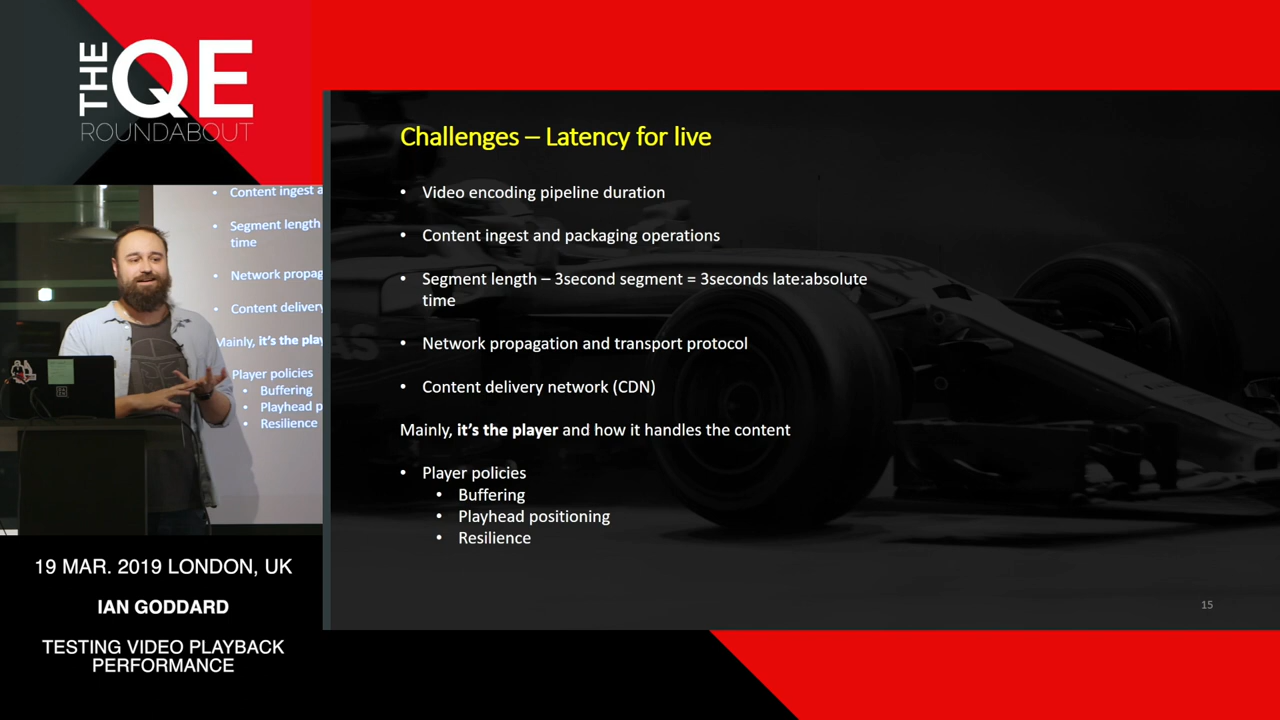 THE
QE
ROUNDABOUT
Content ingest a
Segment length
time
Network propag
Content delivery
Mainly, it's the play
Player policies
Buffering
Playhead p
Resilience
19 MAR. 2019 LONDON, UK
IAN GODDARD
TESTING VIDEO PLAYBACK
PERFORMANCE
Challenges – Latency for live
• Video encoding pipeline duration
• Content ingest and packaging operations
• Segment length – 3second segment = 3seconds late:absolute
time
• Network propagation and transport protocol
• Content delivery network (CDN)
Mainly, it's the player and how it handles the content
• Player policies
• Buffering
• Playhead positioning
• Resilience
15